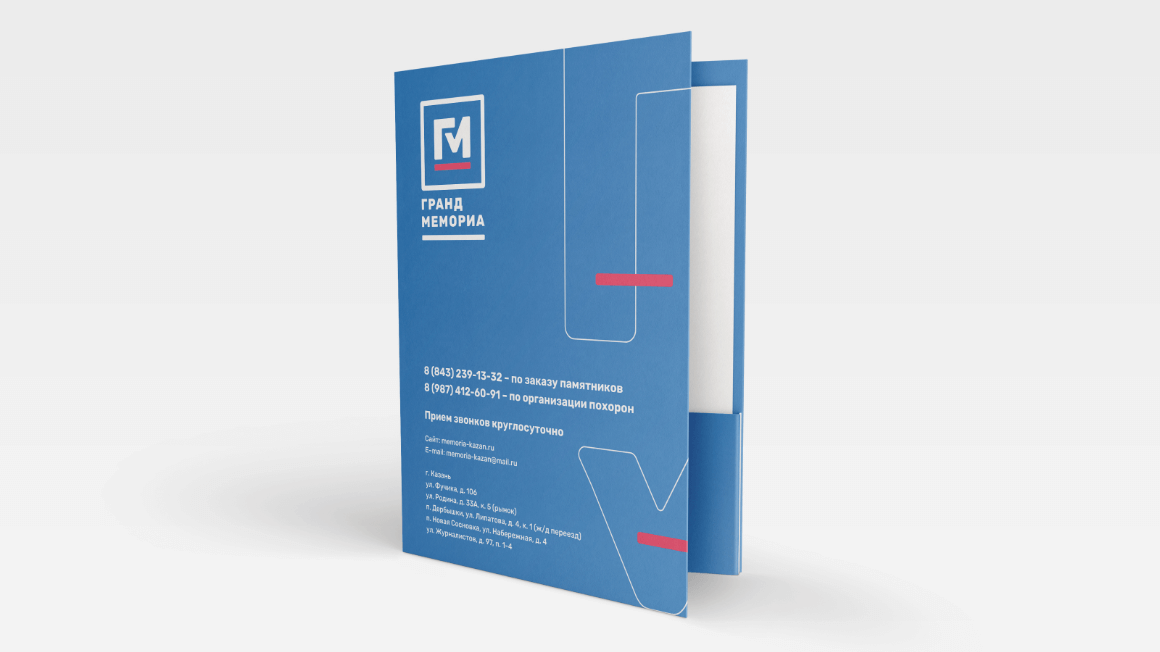 ГМ
ГРАНД
МЕМОРИА
8 (843) 239-13-32 – по заказу памятников
8 (987) 412-60-91 – по организации похорон
Прием звонков круглосуточно
Сайт: memoria-kazan.ru
E-mail: memoria-kazan@mail.ru
г. Казань
ул. Фучика, д. 106
ул. Родина, д. 33А, к. 5 (рынок)
п. Дербышки, ул. Липатова, д. 4, к. 1 (ж/д переезд)
п. Новая Сосновка, ул. Набережная, д. 4
ул. Журналистов, д. 97, п. 1-4